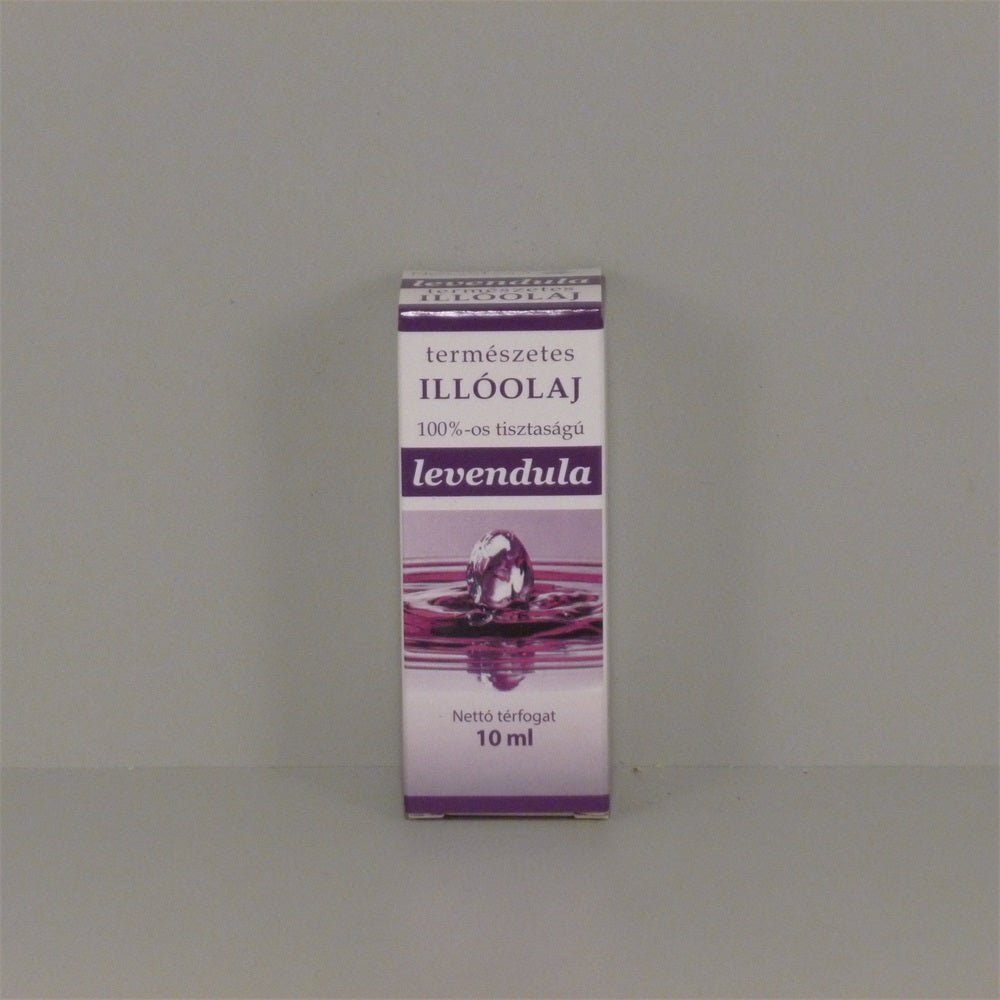 levendula
természetes
ILLÓOLAJ
természetes
ILLÓOLAJ
100%-os tisztaságú
levendula
Nettó térfogat
10 ml